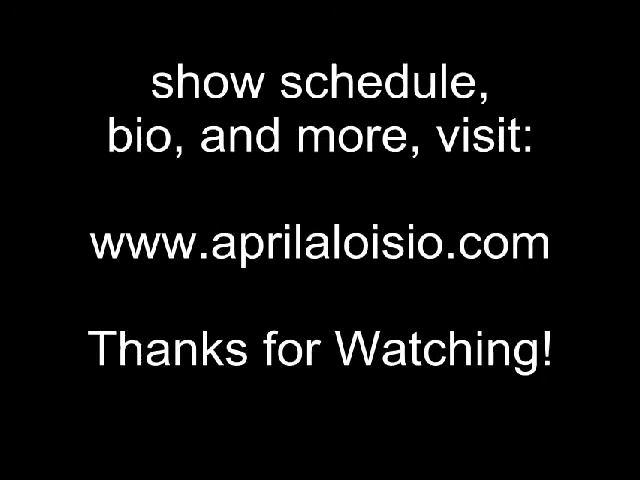 show schedule,
bio, and more, visit:
www.aprilaloisio.com
Thanks for Watching!